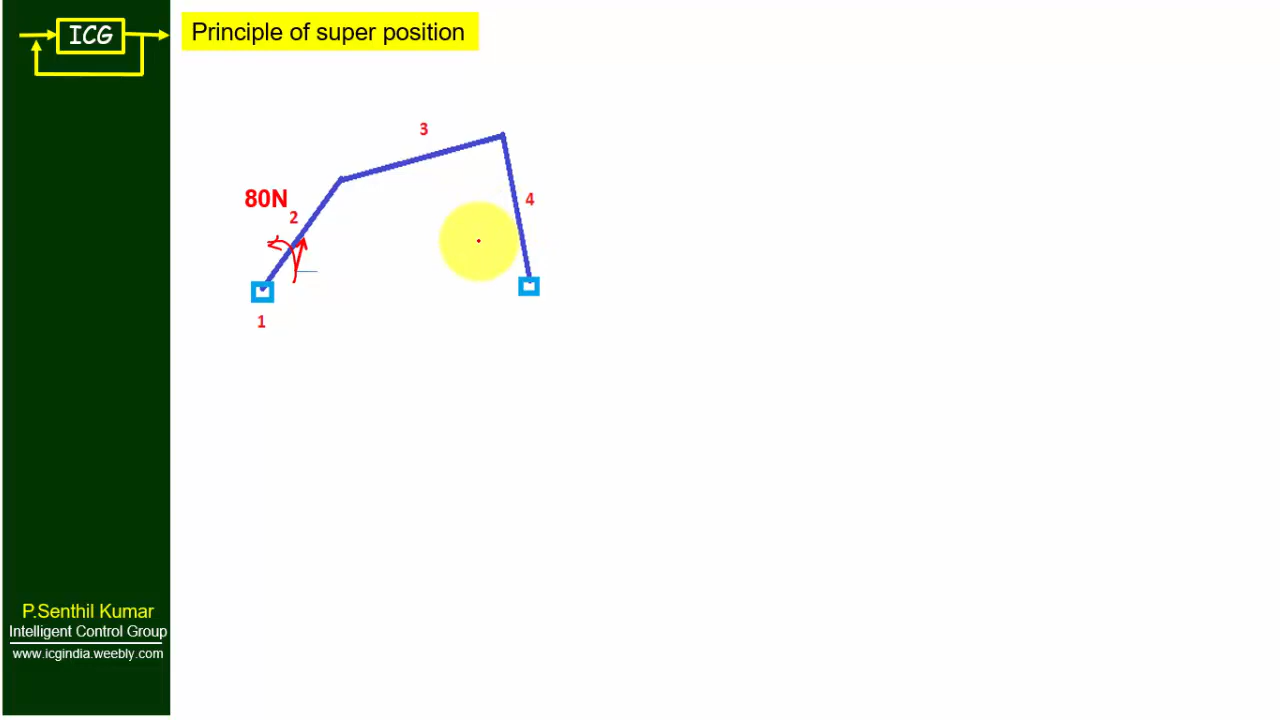 ICG
Principle of super position
3
80N
2
4
1
P.Senthil Kumar
Intelligent Control Group
www.icgindia.weebly.com